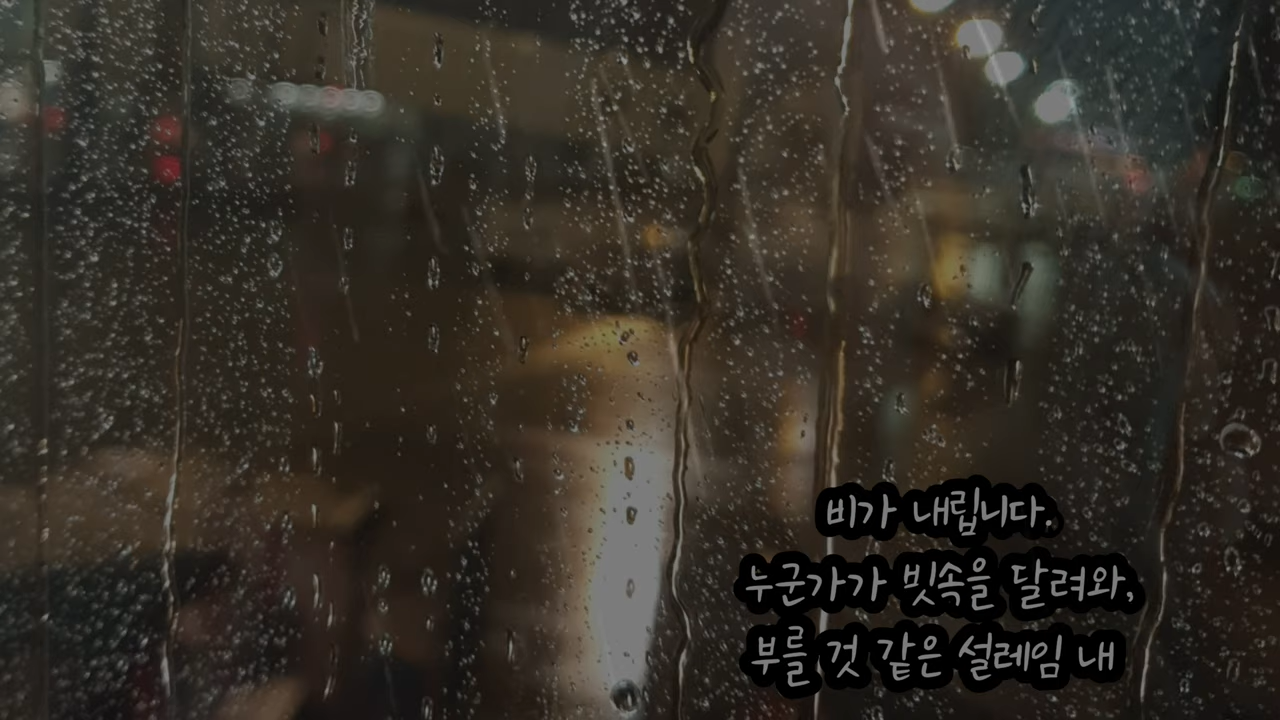 비가 내립니다.
누군가가 빗속을 달려와,
부를 것 같은 설레임 내